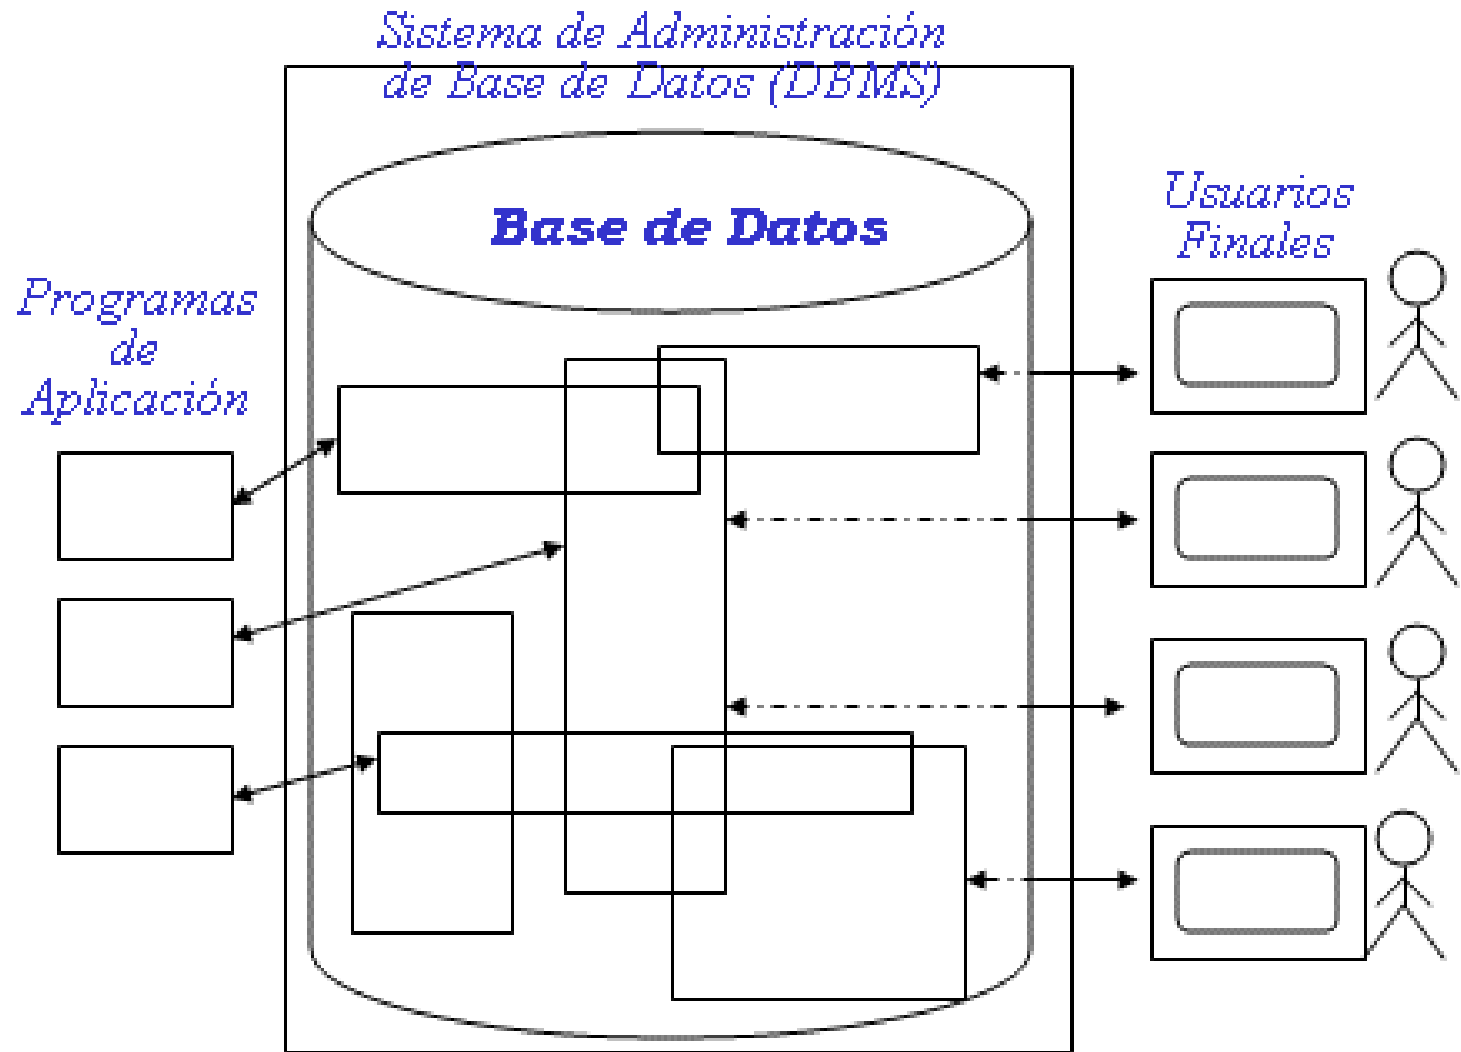 Sistema de Administración
de Base de Datos (DBMS)
Base de Datos
Usuarios
Finales
Programas
de
Aplicación